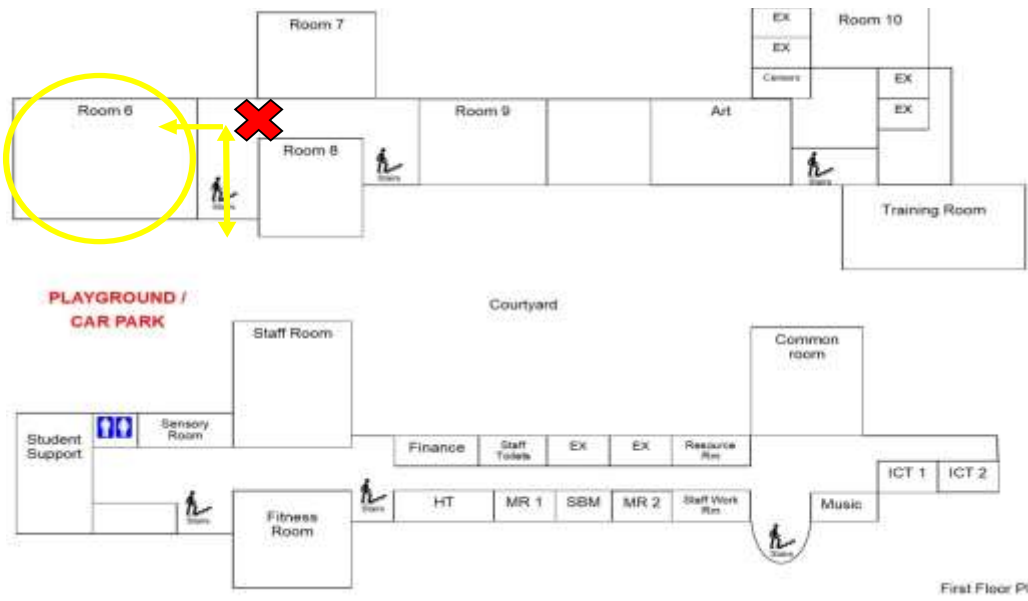 Room 7
EX
Room 10
EX
Careers
EX
EX
Room 6
Room 9
Art
Room 8
Stairs
Stairs
Stairs
Training Room
PLAYGROUND /
CAR PARK
Courtyard
Staff Room
Common
room
Student
Support
Sensory
Room
Finance
Staff
Toilets
EX
EX
Resource
Rm
ICT 1
ICT 2
Stairs
Stairs
Fitness
Room
HT
MR 1
SBM
MR 2
Staff Work
Rm
Music
Stairs
First Floor Pl